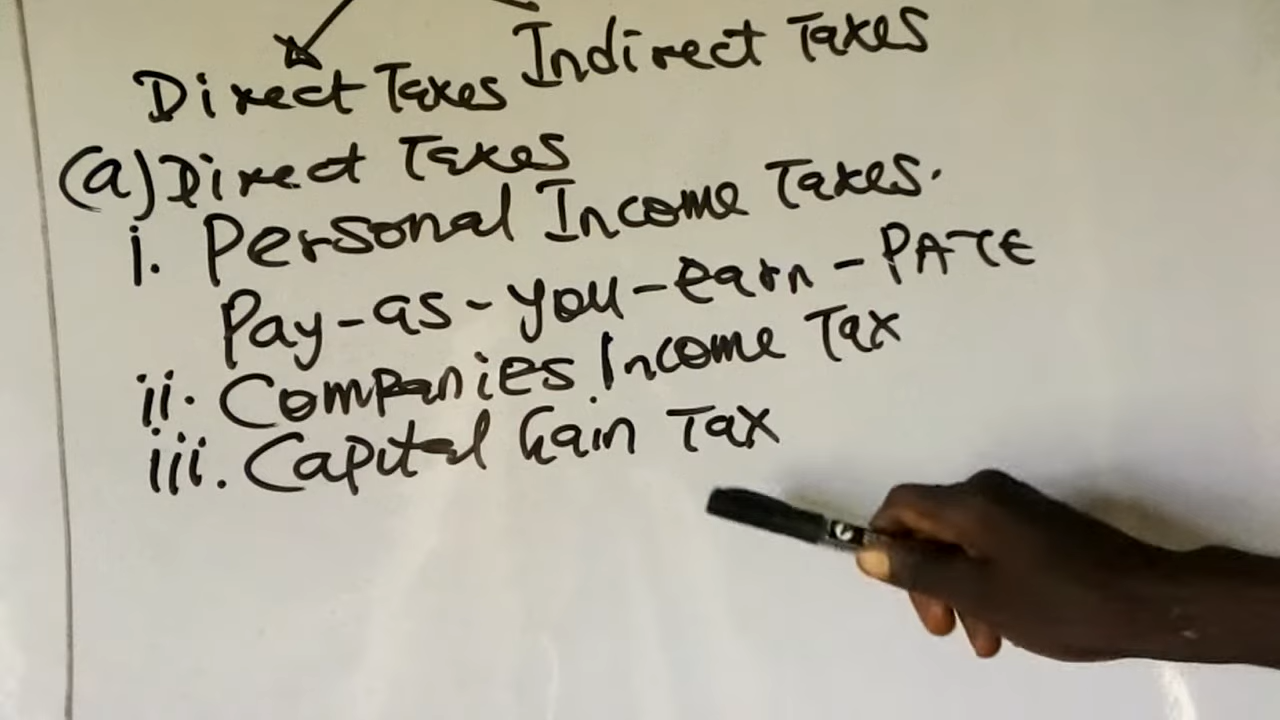 Direct Taxes Indirect Taxes
(a) Direct Taxes
i. Personal Income Taxes.
Pay-as-you-earn-PAYE
ii. Companies Income Tax
iii. Capital Gain Tax